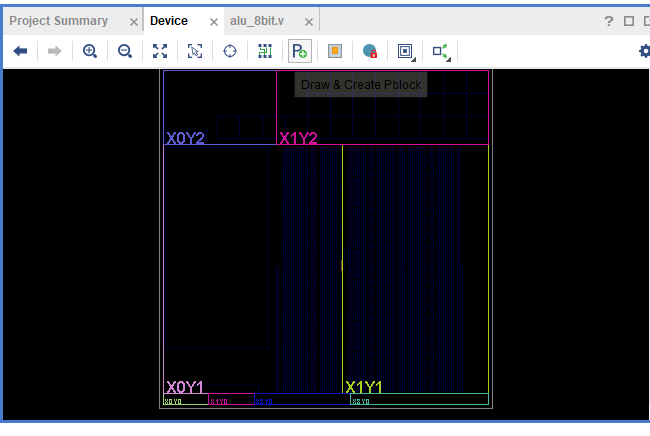 Project Summary
Device
alu_8bit.v
Draw & Create Pblock
X0Y2
X1Y2
X0Y1
X1Y1
X0Y0
X1Y0
X2Y0
X3Y0